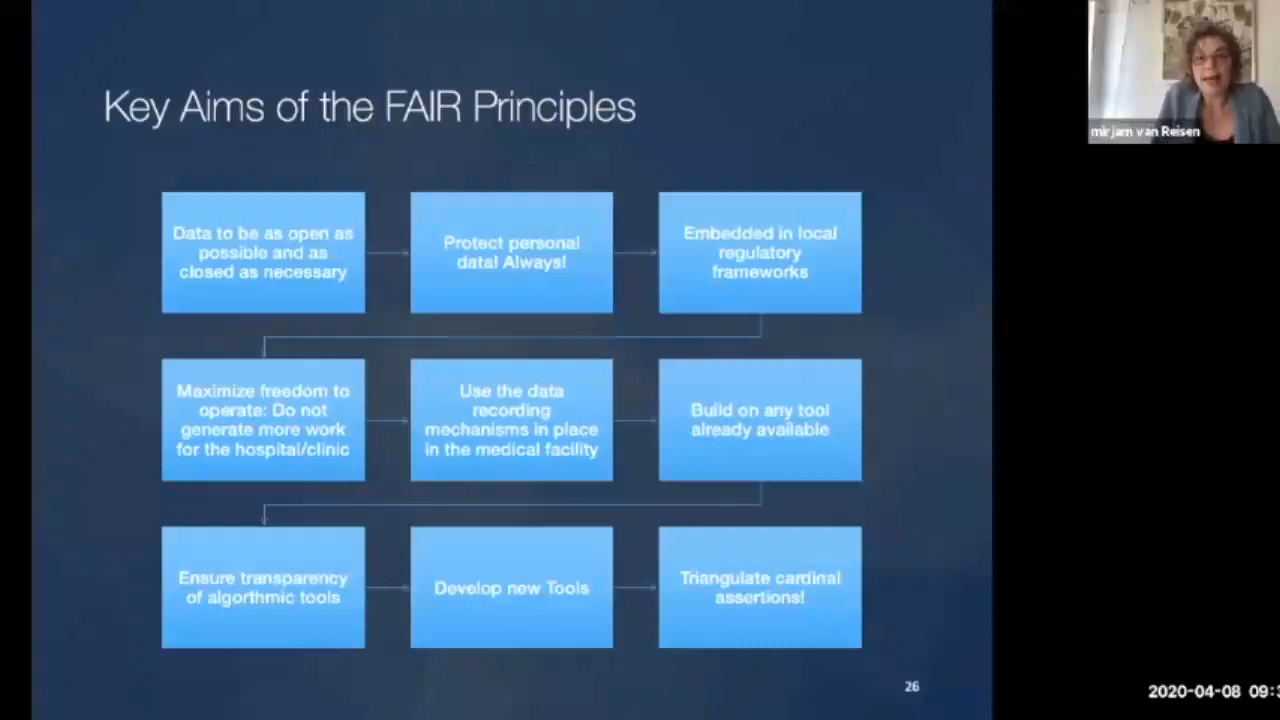 Key Aims of the FAIR Principles
mirjam van Reisen
Data to be as open as
possible and as
closed as necessary
Protect personal
data! Always!
Embedded in local
regulatory
frameworks
Maximize freedom to
operate: Do not
generate more work
for the hospital/clinic
Use the data
recording
mechanisms in place
in the medical facility
Build on any tool
already available
Ensure transparency
of algorthmic tools
Develop new Tools
Triangulate cardinal
assertions!
26
2020-04-08 09:3